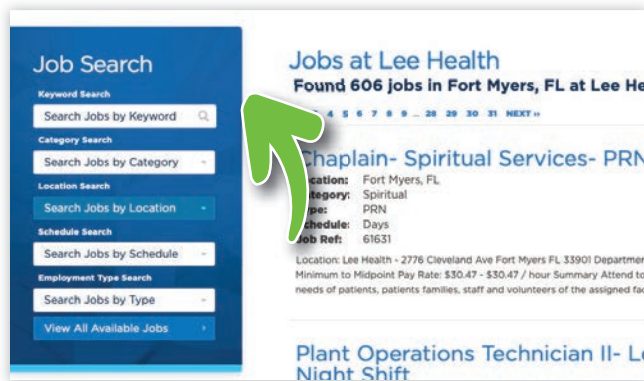 Job Search
Keyword Search
Search Jobs by Keyword
Category Search
Search Jobs by Category
Location Search
Search Jobs by Location
Schedule Search
Search Jobs by Schedule
Employment Type Search
Search Jobs by Type
View All Available Jobs
Jobs at Lee Health
Found 606 jobs in Fort Myers, FL at Lee
4 5 6 7 8 9 ... 28 29 30 31 NEXT »
Chaplain- Spiritual Services- PRN
Fort Myers, FL
Spiritual
PRN
Days
Job Ref: 61631
Location: Lee Health - 2776 Cleveland Ave Fort Myers FL 33901
Minimum to Midpoint Pay Rate: $30.47 - $30.47 / hour Summary Attend to
needs of patients, patients families, staff and volunteers of the assigned
Plant Operations Technician II-
Night Shift